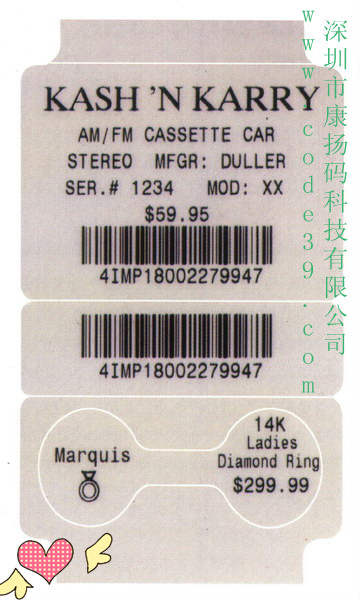 KASH 'N KARRY
AM/FM CASSETTE CAR
STEREO MFGR: DULLER
SER.# 1234 MOD: XX
$59.95
4IMP18002279947
4IMP18002279947
Marquis
14K
Ladies
Diamond Ring
$299.99
深圳市康扬码科技有限公司
www.code39.com